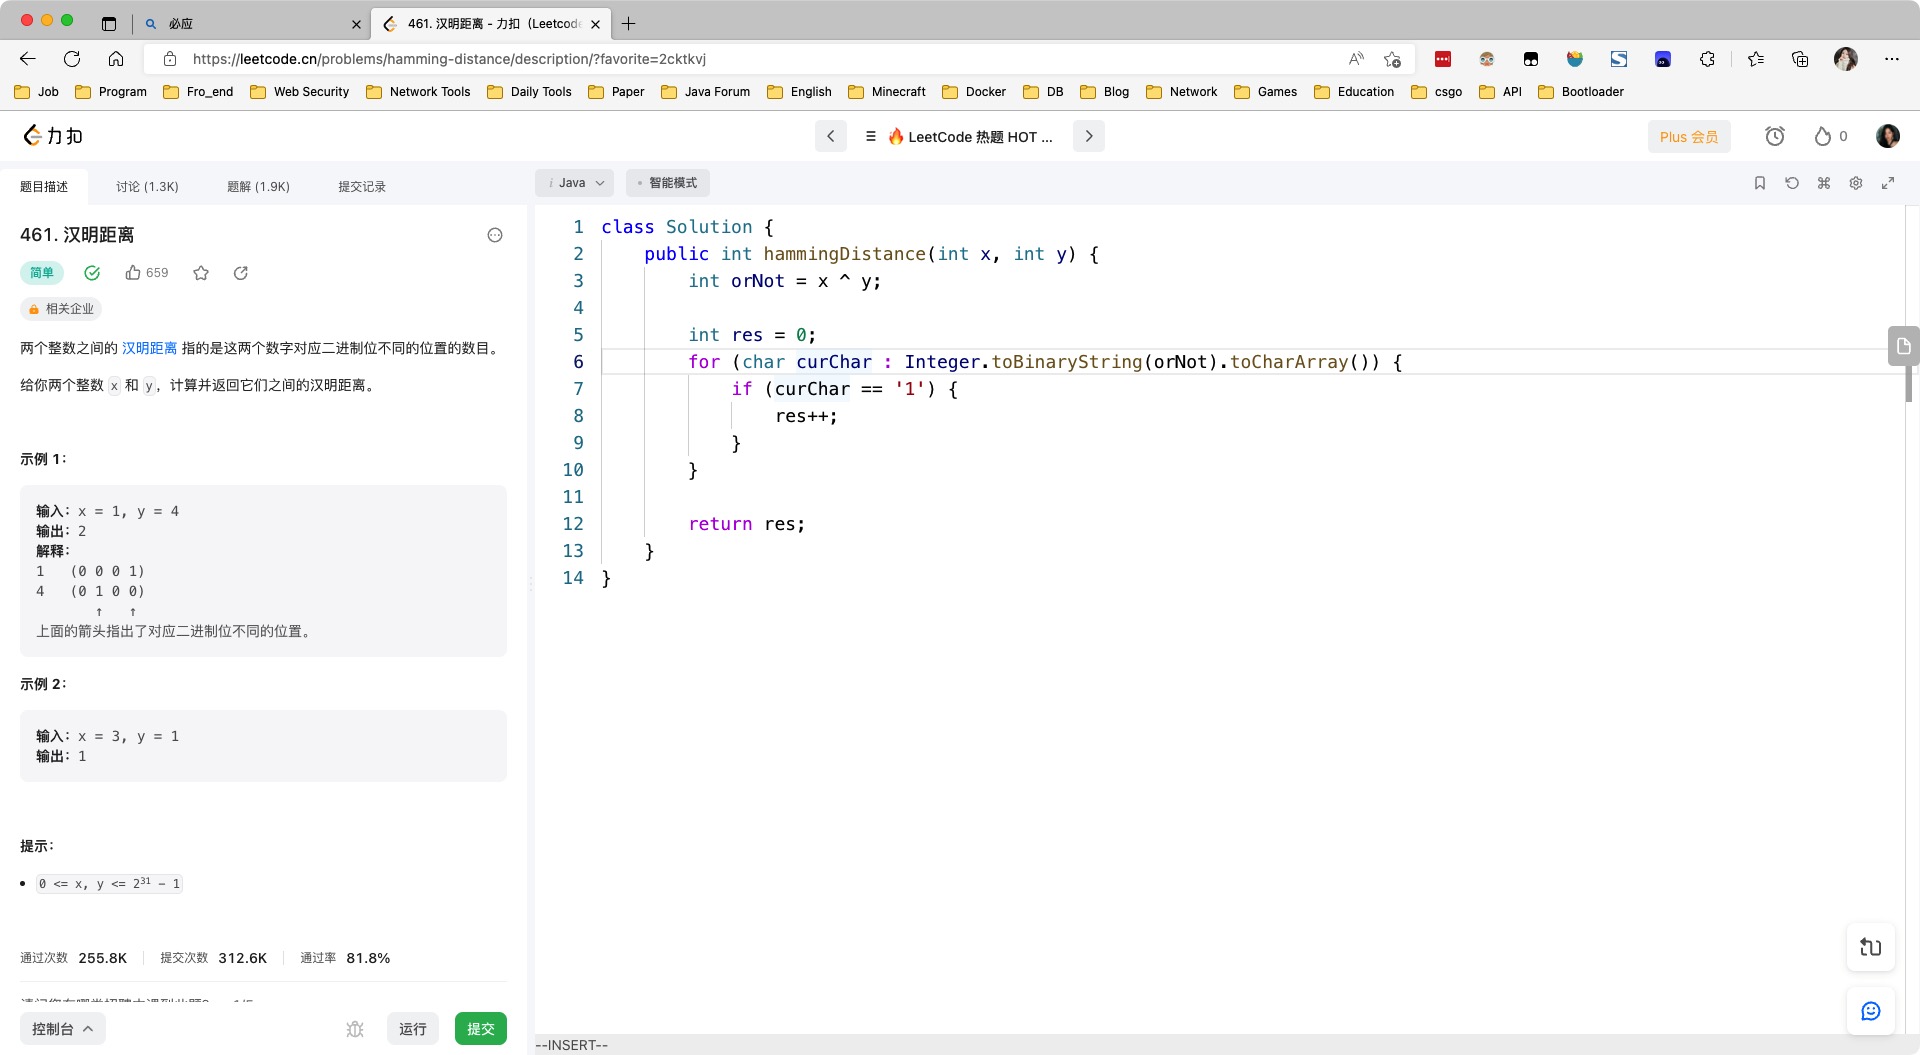 必应
461. 汉明距离 - 力扣（Leetcod
https://leetcode.cn/problems/hamming-distance/description/?favorite=2cktkvj
Job Program Fro_end Web Security Network Tools Daily Tools Paper Java Forum English Minecraft Docker DB Blog Network Games Education csgo API Bootloader
力扣
LeetCode 热题 HOT ...
Plus 会员
0
题目描述 讨论 (1.3K) 题解 (1.9K) 提交记录
i Java 智能模式
461. 汉明距离
简单 659
相关企业
两个整数之间的 汉明距离 指的是这两个数字对应二进制位不同的位置的数目。
给你两个整数 x 和 y，计算并返回它们之间的汉明距离。
示例 1：
输入：x = 1, y = 4
输出：2
解释：
1   (0 0 0 1)
4   (0 1 0 0)
↑   ↑
上面的箭头指出了对应二进制位不同的位置。
示例 2：
输入：x = 3, y = 1
输出：1
提示：
0 <= x, y <= 2³¹ - 1
通过次数 255.8K 提交次数 312.6K 通过率 81.8%
控制台 运行 提交
1 class Solution {
2     public int hammingDistance(int x, int y) {
3         int orNot = x ^ y;
4
5         int res = 0;
6         for (char curChar : Integer.toBinaryString(orNot).toCharArray()) {
7             if (curChar == '1') {
8                 res++;
9             }
10         }
11
12         return res;
13     }
14 }
--INSERT--